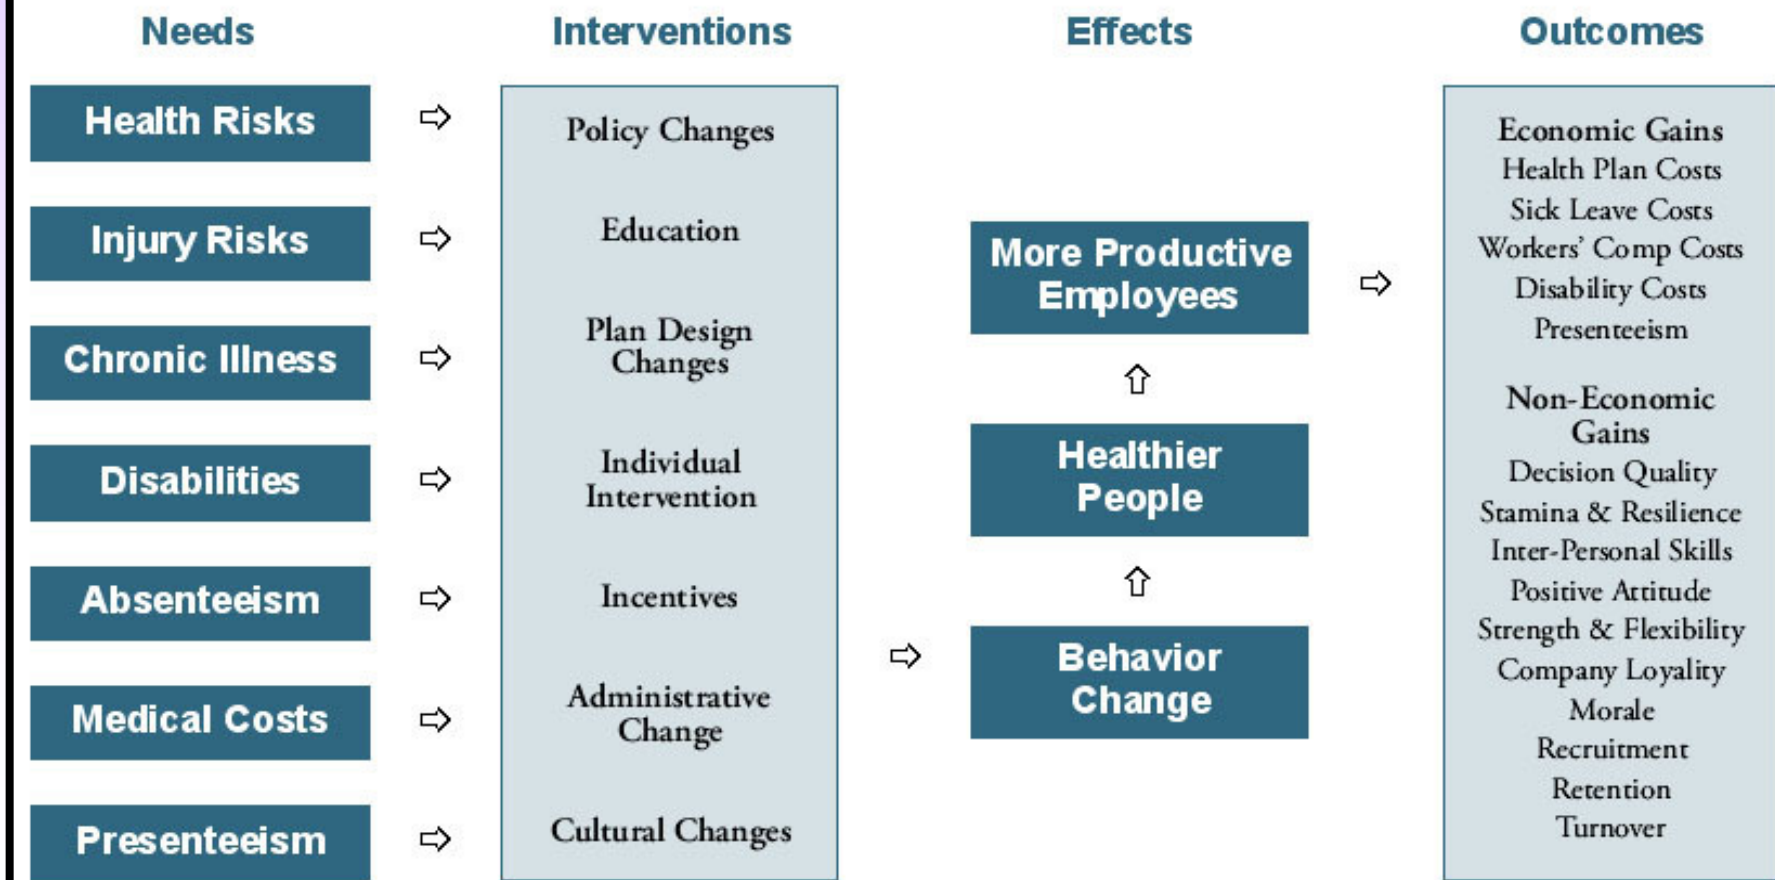 Needs
Health Risks
Injury Risks
Chronic Illness
Disabilities
Absenteeism
Medical Costs
Presenteeism
Interventions
Policy Changes
Education
Plan Design
Changes
Individual
Intervention
Incentives
Administrative
Change
Cultural Changes
Effects
More Productive
Employees
Healthier
People
Behavior
Change
Outcomes
Economic Gains
Health Plan Costs
Sick Leave Costs
Workers' Comp Costs
Disability Costs
Presenteeism
Non-Economic
Gains
Decision Quality
Stamina & Resilience
Inter-Personal Skills
Positive Attitude
Strength & Flexibility
Company Loyality
Morale
Recruitment
Retention
Turnover